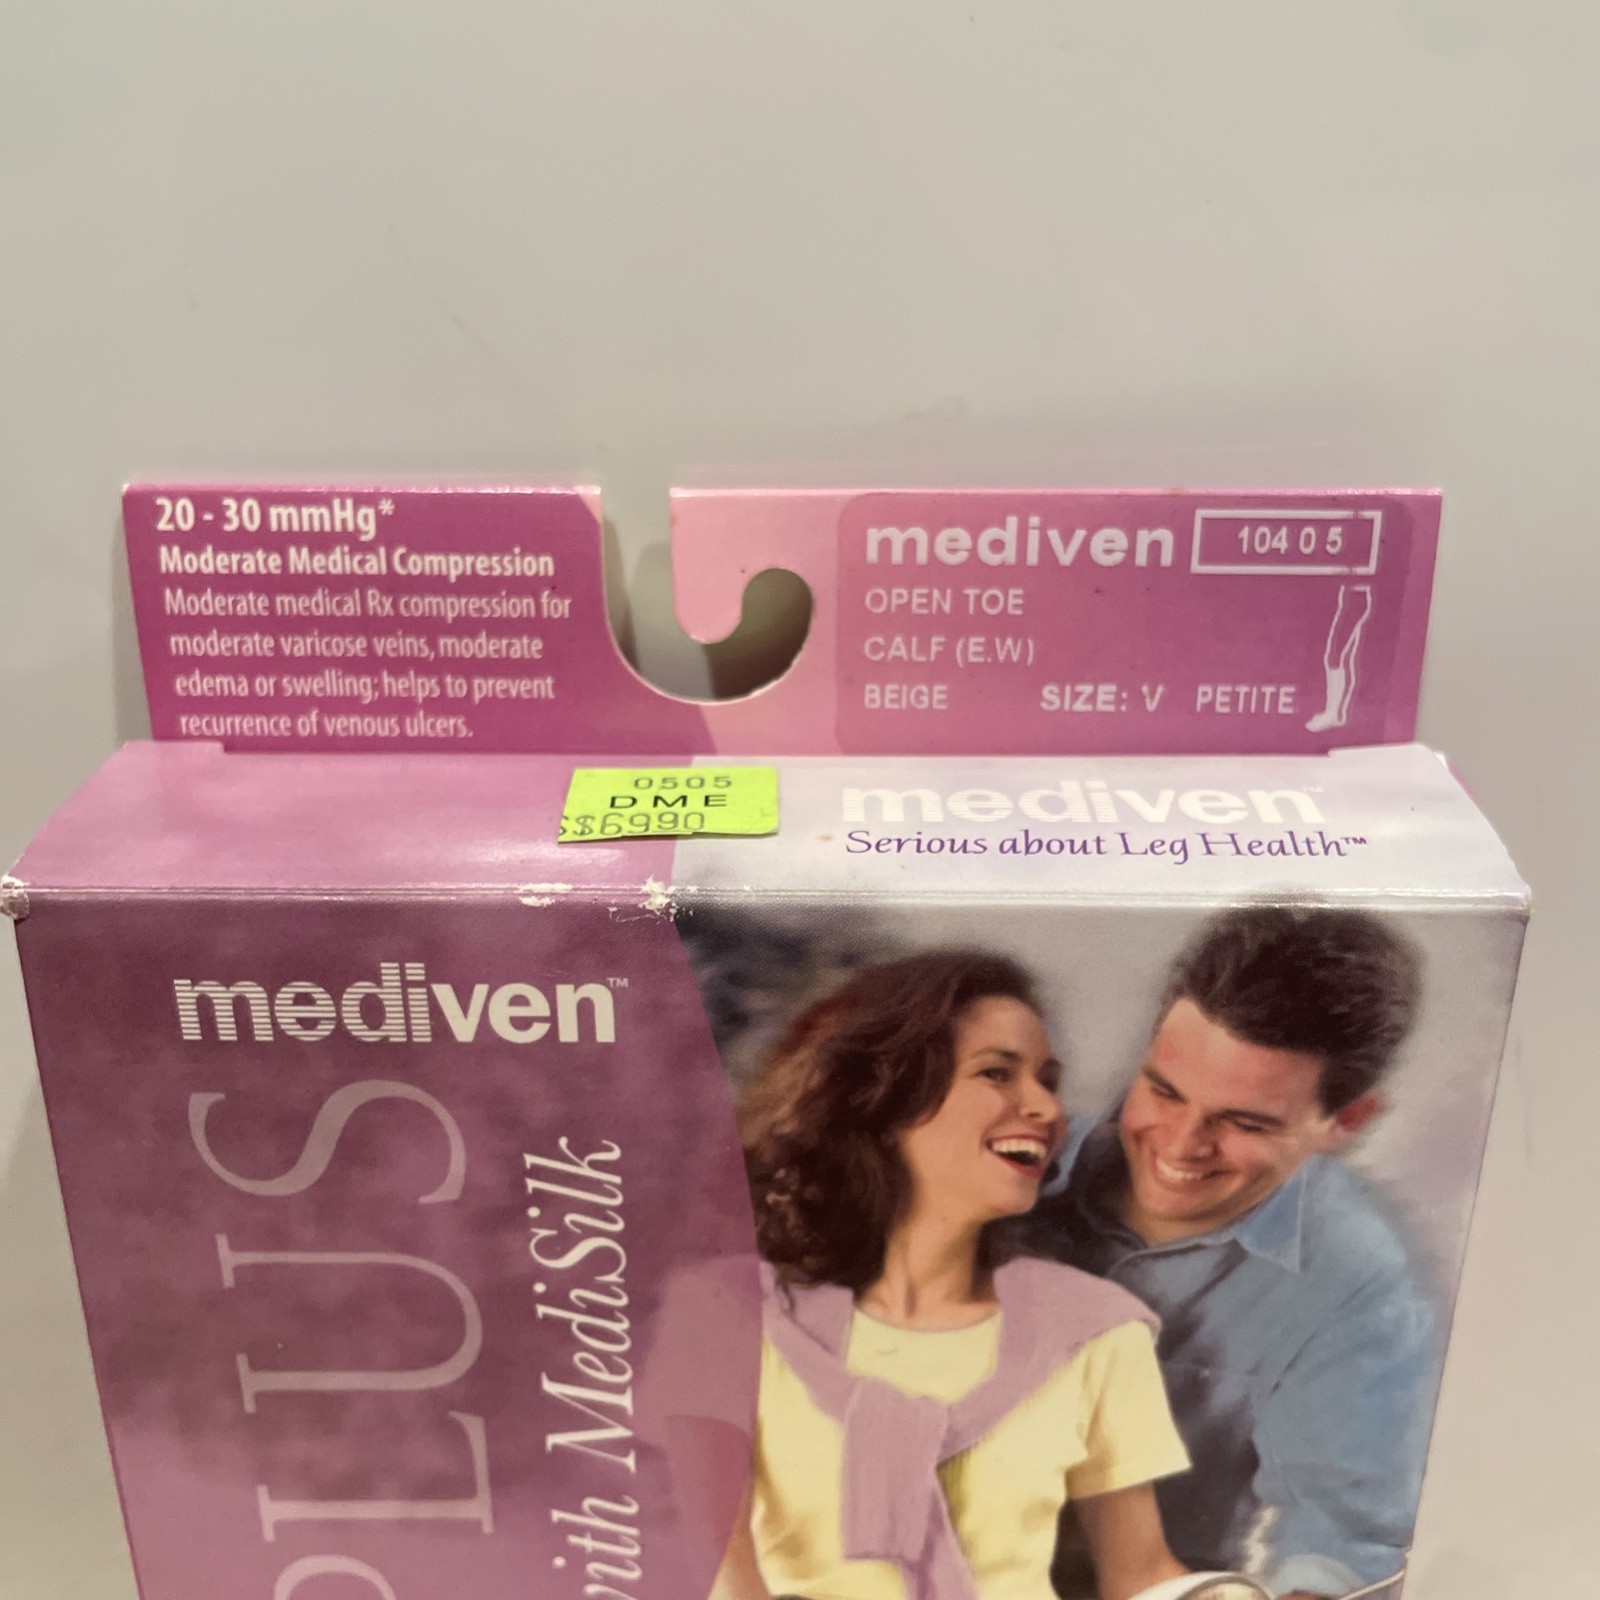 20 - 30 mmHg*
Moderate Medical Compression
Moderate medical Rx compression for
moderate varicose veins, moderate
edema or swelling; helps to prevent
recurrence of venous ulcers.
mediven 104 0 5
OPEN TOE
CALF (E.W)
BEIGE SIZE: V PETITE
0505
DME
$6990
mediven™
Serious about Leg Health™
mediven™
PLUS
with MediSilk